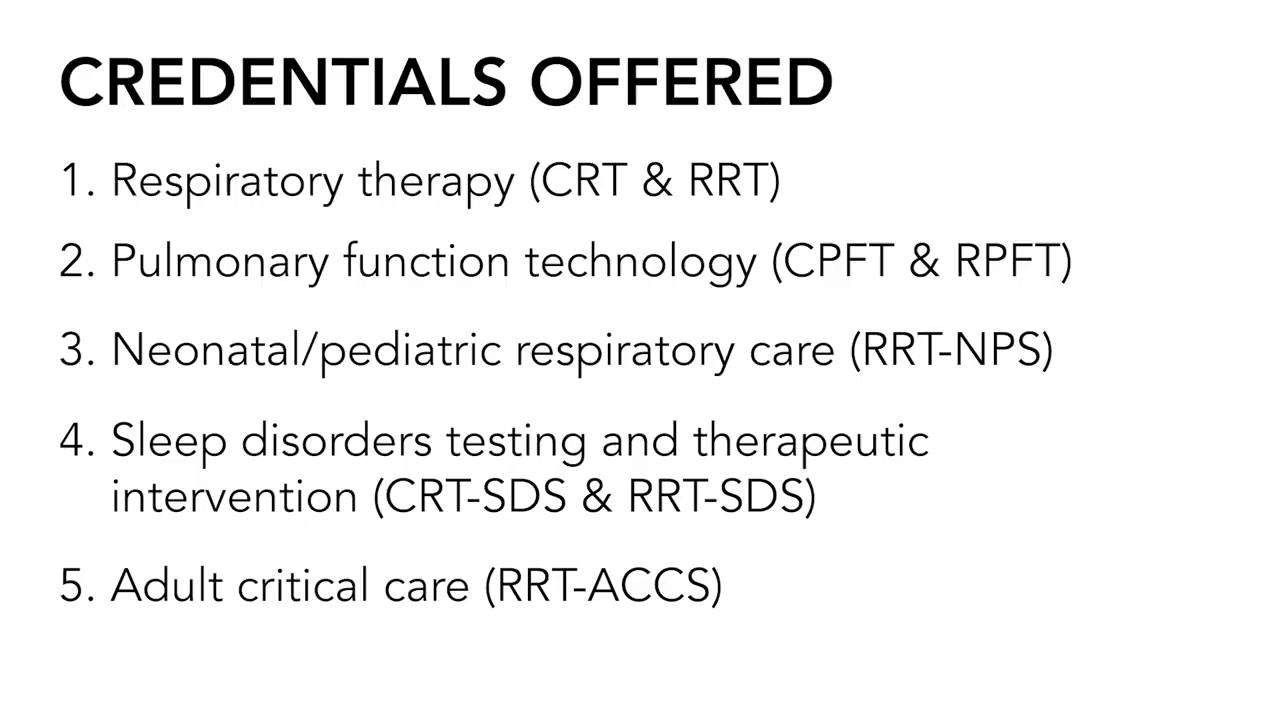 CREDENTIALS OFFERED
1. Respiratory therapy (CRT & RRT)
2. Pulmonary function technology (CPFT & RPFT)
3. Neonatal/pediatric respiratory care (RRT-NPS)
4. Sleep disorders testing and therapeutic
intervention (CRT-SDS & RRT-SDS)
5. Adult critical care (RRT-ACCS)